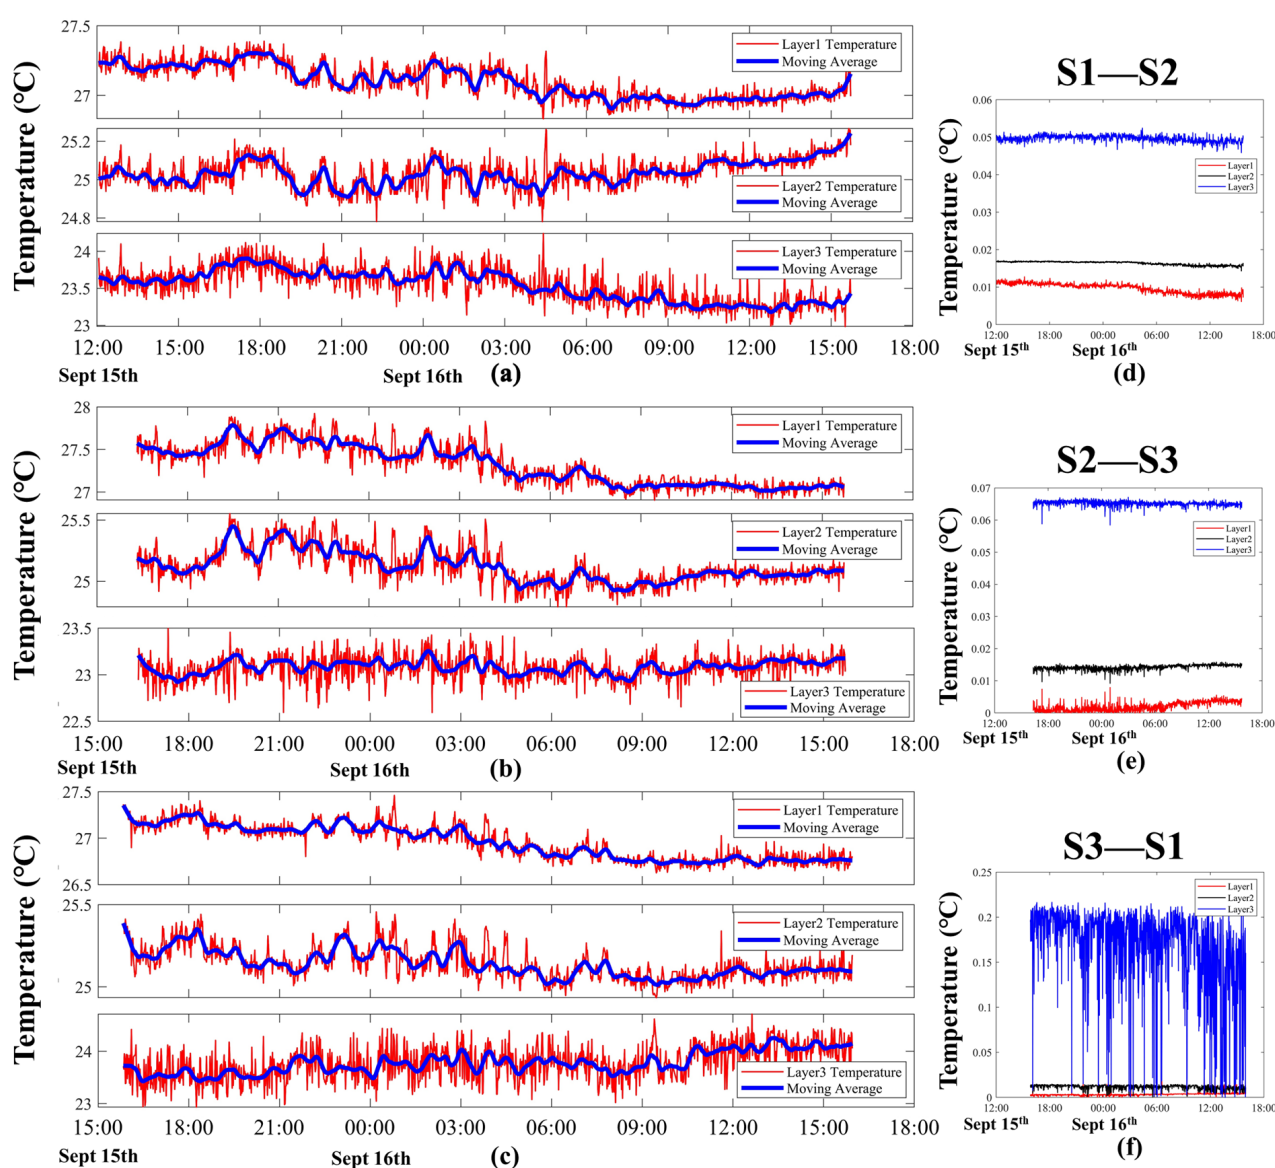 27.5
27
Layer1 Temperature
Moving Average
25.2
25
24.8
Layer2 Temperature
Moving Average
24
23.5
23
Layer3 Temperature
Moving Average
Temperature (°C)
12:00 15:00 18:00 21:00 00:00 03:00 06:00 09:00 12:00 15:00 18:00
Sept 15th Sept 16th (a)
S1—S2
0.06
0.05
0.04
0.03
0.02
0.01
0
Layer1
Layer2
Layer3
Temperature (°C)
12:00 18:00 00:00 06:00 12:00 18:00
Sept 15th Sept 16th
(d)
28
27.5
27
Layer1 Temperature
Moving Average
25.5
25
Layer2 Temperature
Moving Average
23.5
23
22.5
Layer3 Temperature
Moving Average
Temperature (°C)
15:00 18:00 21:00 00:00 03:00 06:00 09:00 12:00 15:00 18:00
Sept 15th Sept 16th (b)
S2—S3
0.07
0.06
0.05
0.04
0.03
0.02
0.01
0
Layer1
Layer2
Layer3
Temperature (°C)
12:00 18:00 00:00 06:00 12:00 18:00
Sept 15th Sept 16th
(e)
27.5
27
26.5
Layer1 Temperature
Moving Average
25.5
25
Layer2 Temperature
Moving Average
24
23
Layer3 Temperature
Moving Average
Temperature (°C)
15:00 18:00 21:00 00:00 03:00 06:00 09:00 12:00 15:00 18:00
Sept 15th Sept 16th (c)
S3—S1
0.25
0.2
0.15
0.1
0.05
0
Layer1
Layer2
Layer3
Temperature (°C)
12:00 18:00 00:00 06:00 12:00 18:00
Sept 15th Sept 16th
(f)